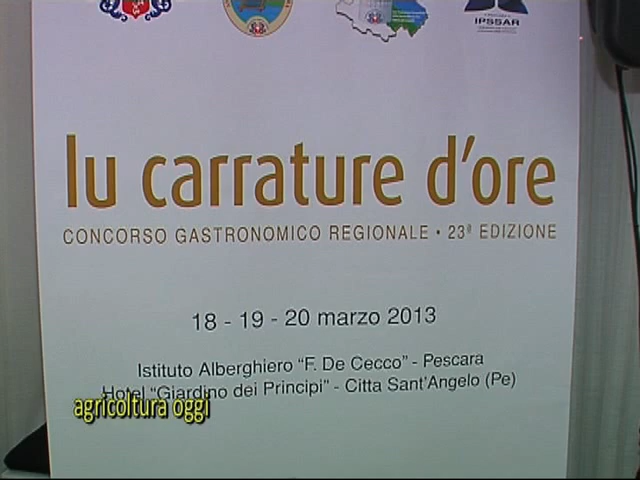 IPSSAR
lu carrature d'ore
CONCORSO GASTRONOMICO REGIONALE • 23ª EDIZIONE
18 - 19 - 20 marzo 2013
Istituto Alberghiero "F. De Cecco" - Pescara
Hotel "Giardino dei Principi" - Citta Sant'Angelo (Pe)
agricoltura oggi